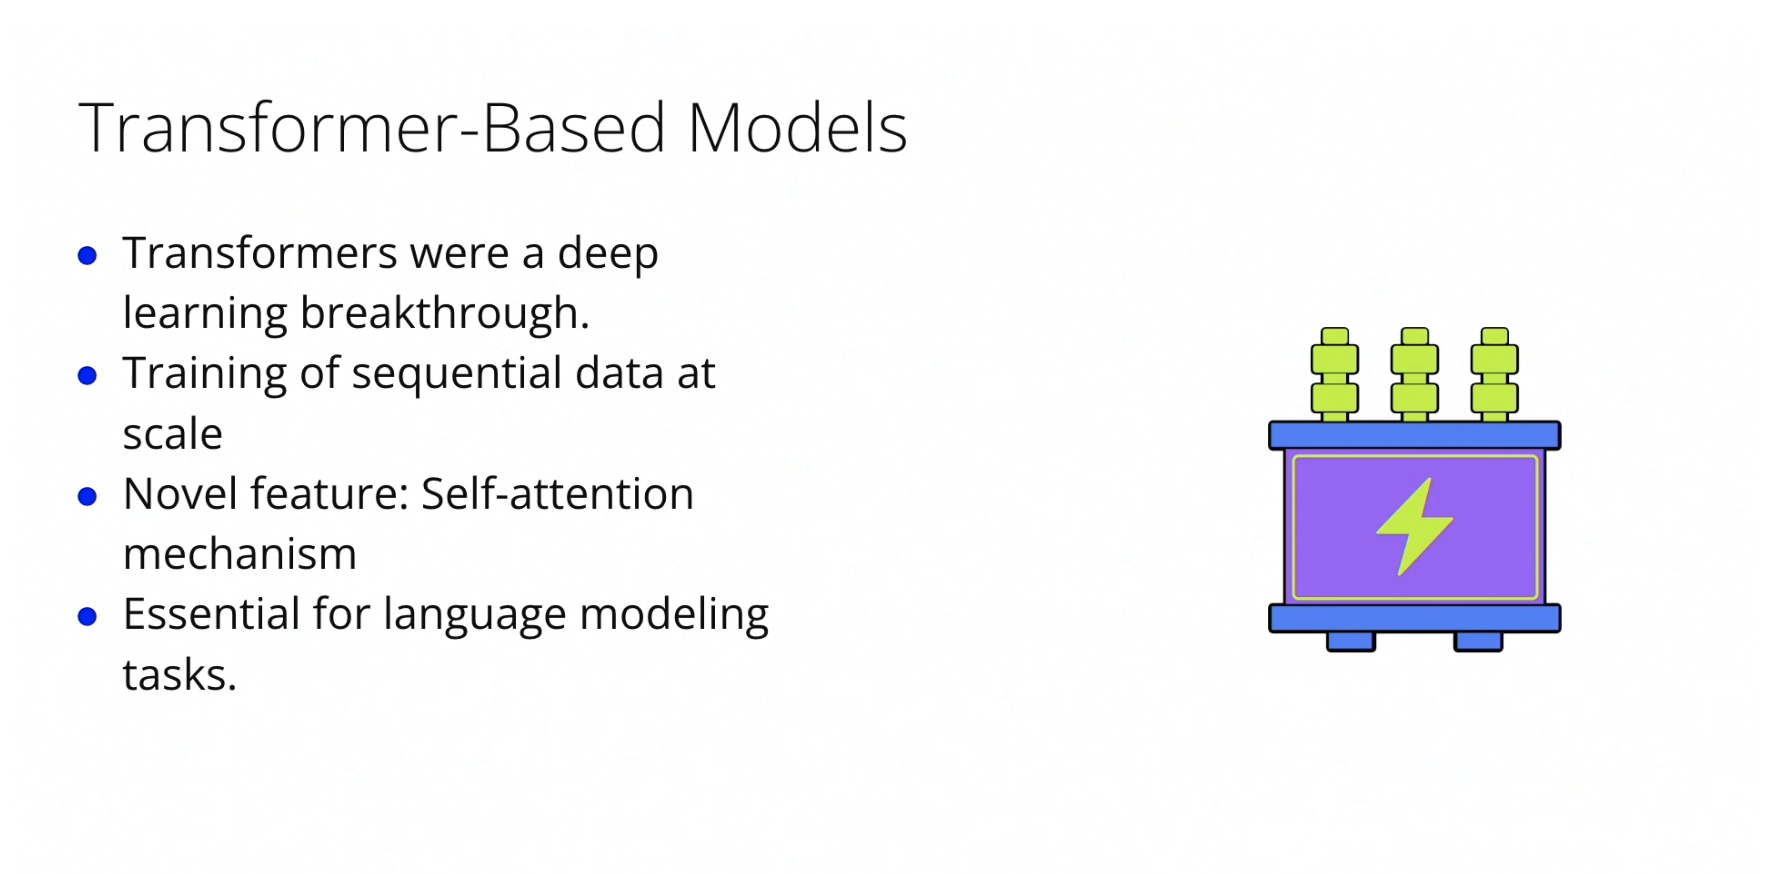 Transformer-Based Models
Transformers were a deep
learning breakthrough.
Training of sequential data at
scale
Novel feature: Self-attention
mechanism
Essential for language modeling
tasks.